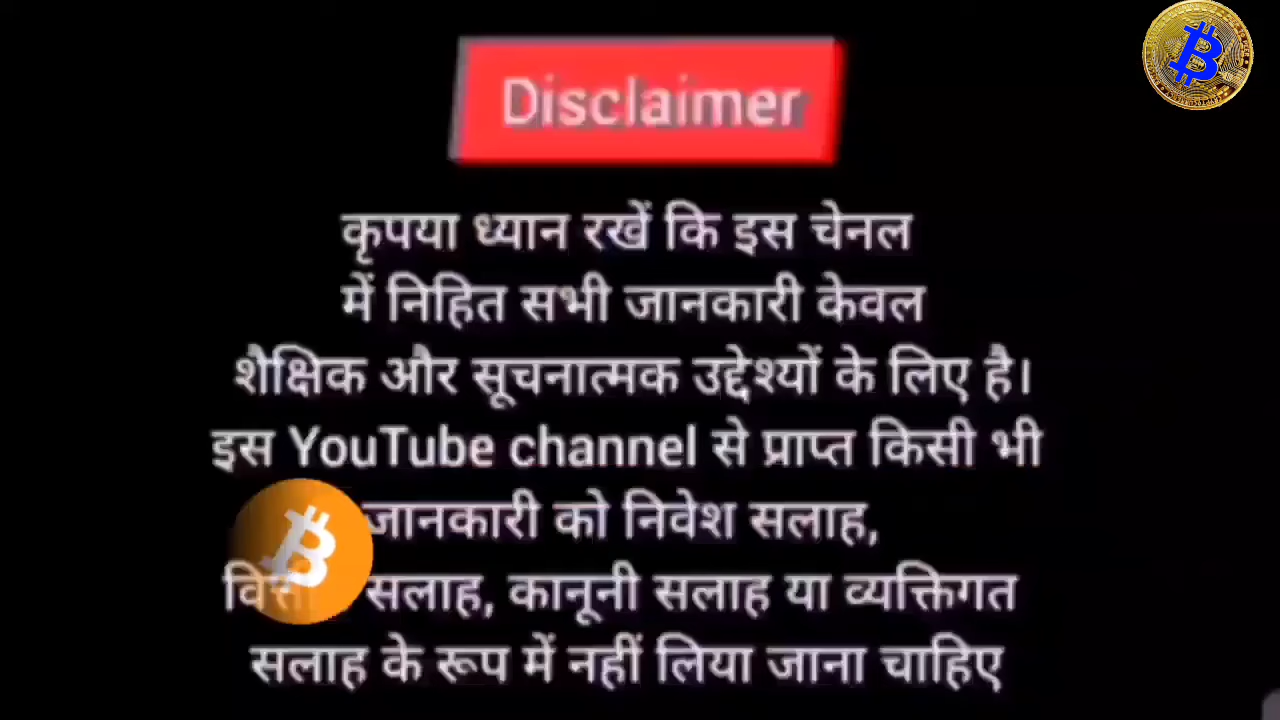 Disclaimer
कृपया ध्यान रखें कि इस चेनल
में निहित सभी जानकारी केवल
शैक्षिक और सूचनात्मक उद्देश्यों के लिए है।
इस YouTube channel से प्राप्त किसी भी
जानकारी को निवेश सलाह,
सलाह, कानूनी सलाह या व्यक्तिगत
सलाह के रूप में नहीं लिया जाना चाहिए